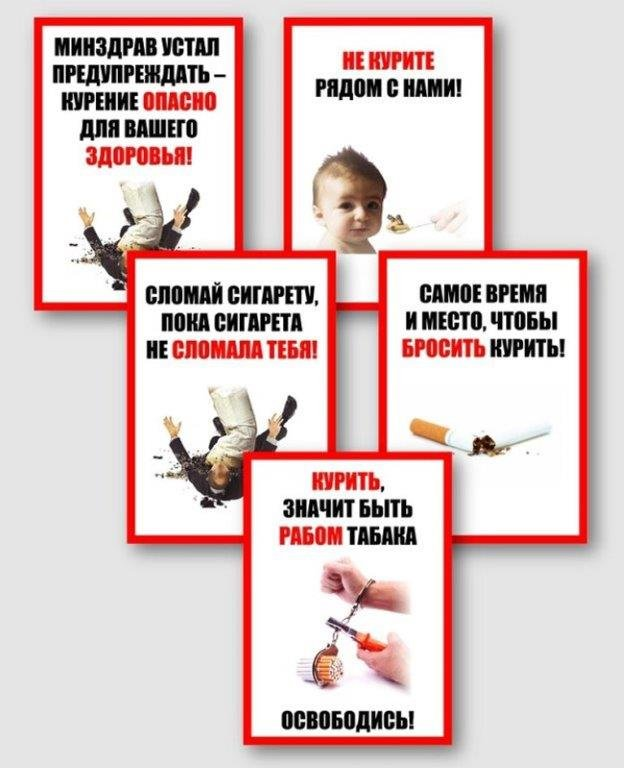 МИНЗДРАВ УСТАЛ
ПРЕДУПРЕЖДАТЬ –
КУРЕНИЕ ОПАСНО
ДЛЯ ВАШЕГО
ЗДОРОВЬЯ!
НЕ КУРИТЕ
РЯДОМ С НАМИ!
СЛОМАЙ СИГАРЕТУ,
ПОКА СИГАРЕТА
НЕ СЛОМАЛА ТЕБЯ!
САМОЕ ВРЕМЯ
И МЕСТО, ЧТОБЫ
БРОСИТЬ КУРИТЬ!
КУРИТЬ,
ЗНАЧИТ БЫТЬ
РАБОМ ТАБАКА
ОСВОБОДИСЬ!